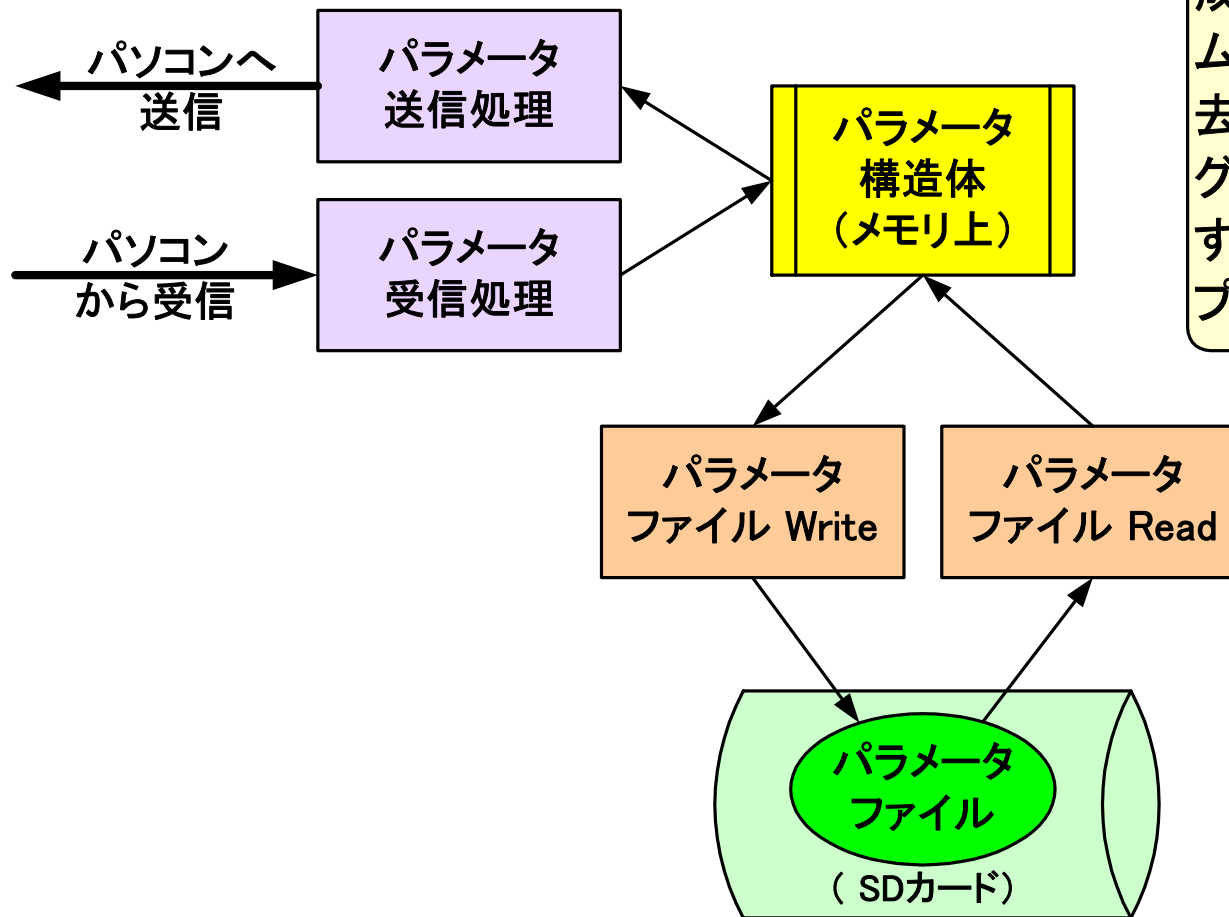 パソコンへ
送信
パラメータ
送信処理
パソコン
から受信
パラメータ
受信処理
パラメータ
構造体
（メモリ上）
ム
去
グ
す
プ
パラメータ
ファイル Write
パラメータ
ファイル Read
パラメータ
ファイル
（ SDカード）